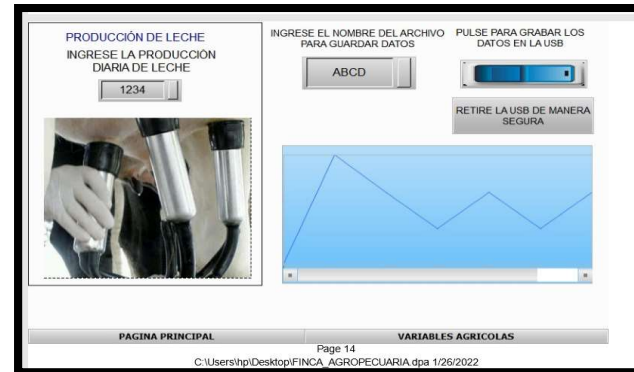 PRODUCCIÓN DE LECHE
INGRESE LA PRODUCCIÓN
DIARIA DE LECHE
1234
INGRESE EL NOMBRE DEL ARCHIVO
PARA GUARDAR DATOS
ABCD
PULSE PARA GRABAR LOS
DATOS EN LA USB
RETIRE LA USB DE MANERA
SEGURA
PAGINA PRINCIPAL
VARIABLES AGRICOLAS
Page 14
C:\Users\hp\Desktop\FINCA_AGROPECUARIA.dpa 1/26/2022